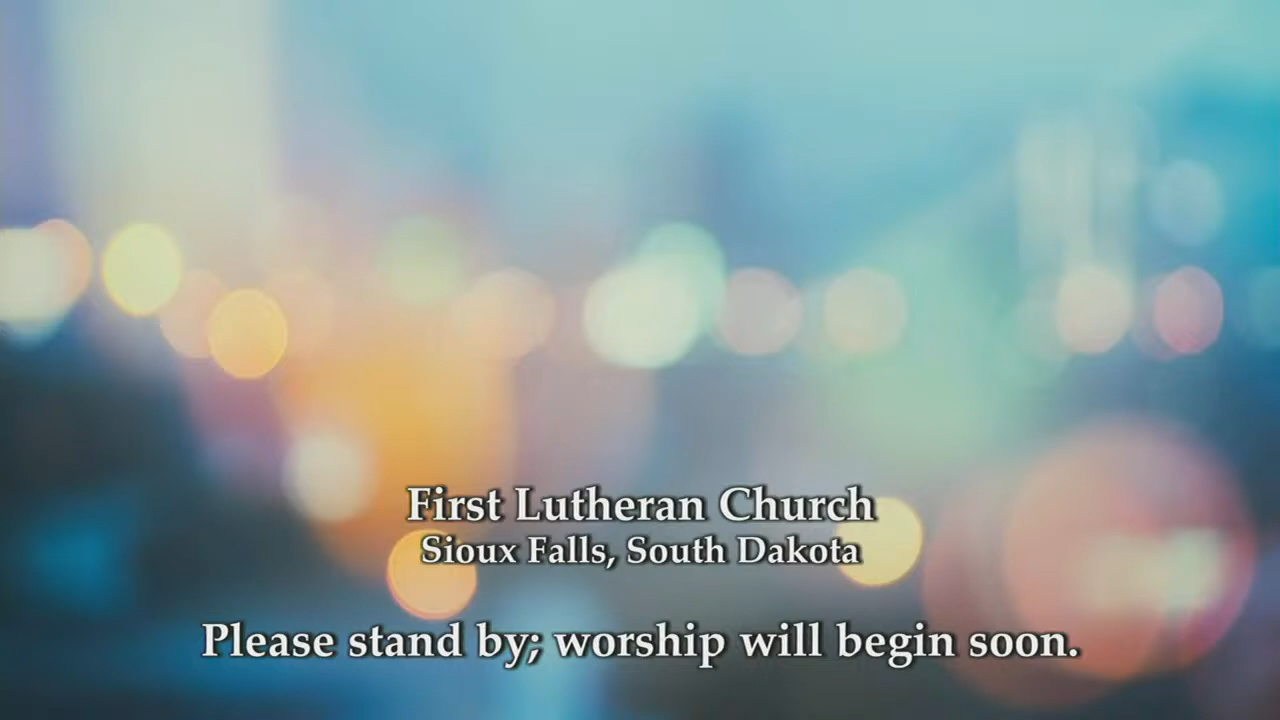 First Lutheran Church
Sioux Falls, South Dakota
Please stand by; worship will begin soon.